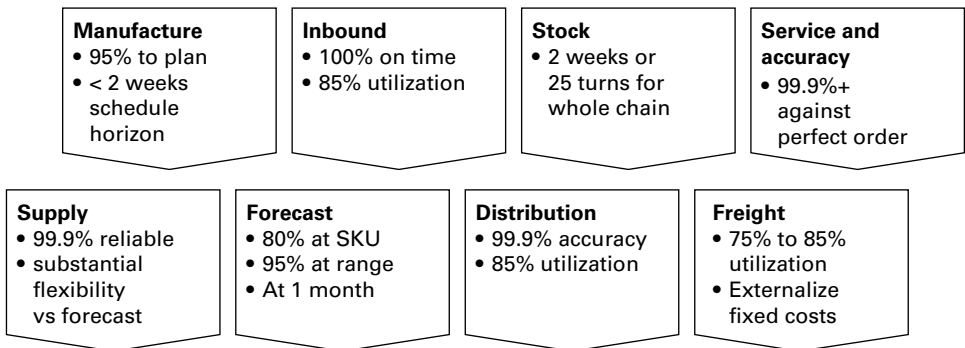 Manufacture
• 95% to plan
• < 2 weeks
schedule
horizon
Inbound
• 100% on time
• 85% utilization
Stock
• 2 weeks or
25 turns for
whole chain
Service and
accuracy
• 99.9%+
against
perfect order
Supply
• 99.9% reliable
• substantial
flexibility
vs forecast
Forecast
• 80% at SKU
• 95% at range
• At 1 month
Distribution
• 99.9% accuracy
• 85% utilization
Freight
• 75% to 85%
utilization
• Externalize
fixed costs